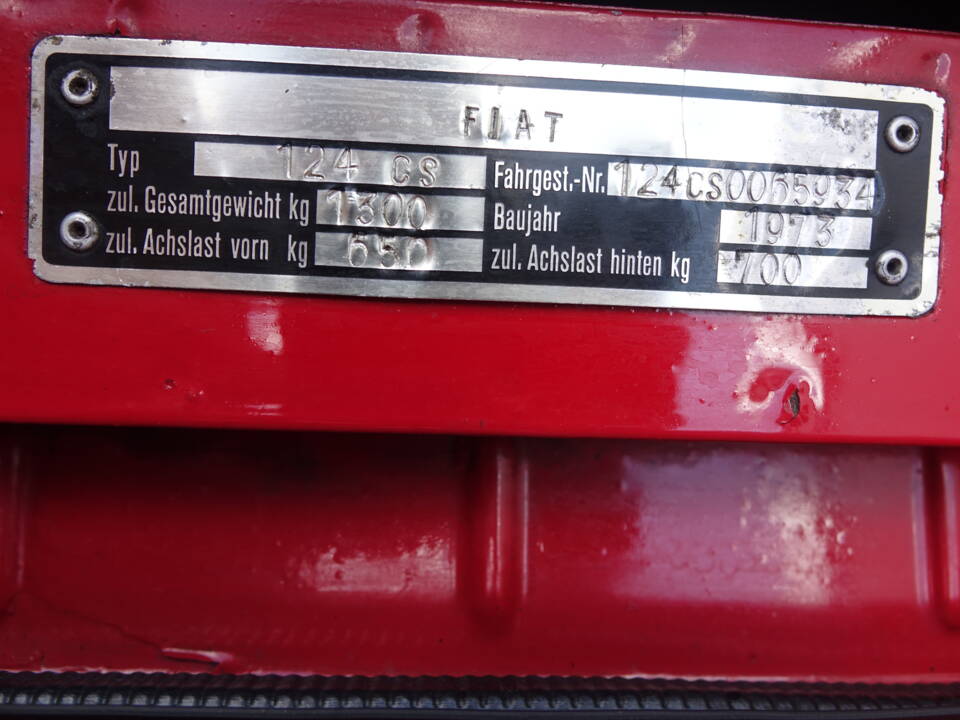 FIAT
Typ 124 CS Fahrgest.-Nr. 124CS0065934
zul. Gesamtgewicht kg 1300 Baujahr 1973
zul. Achslast vorn kg 650 zul. Achslast hinten kg 700